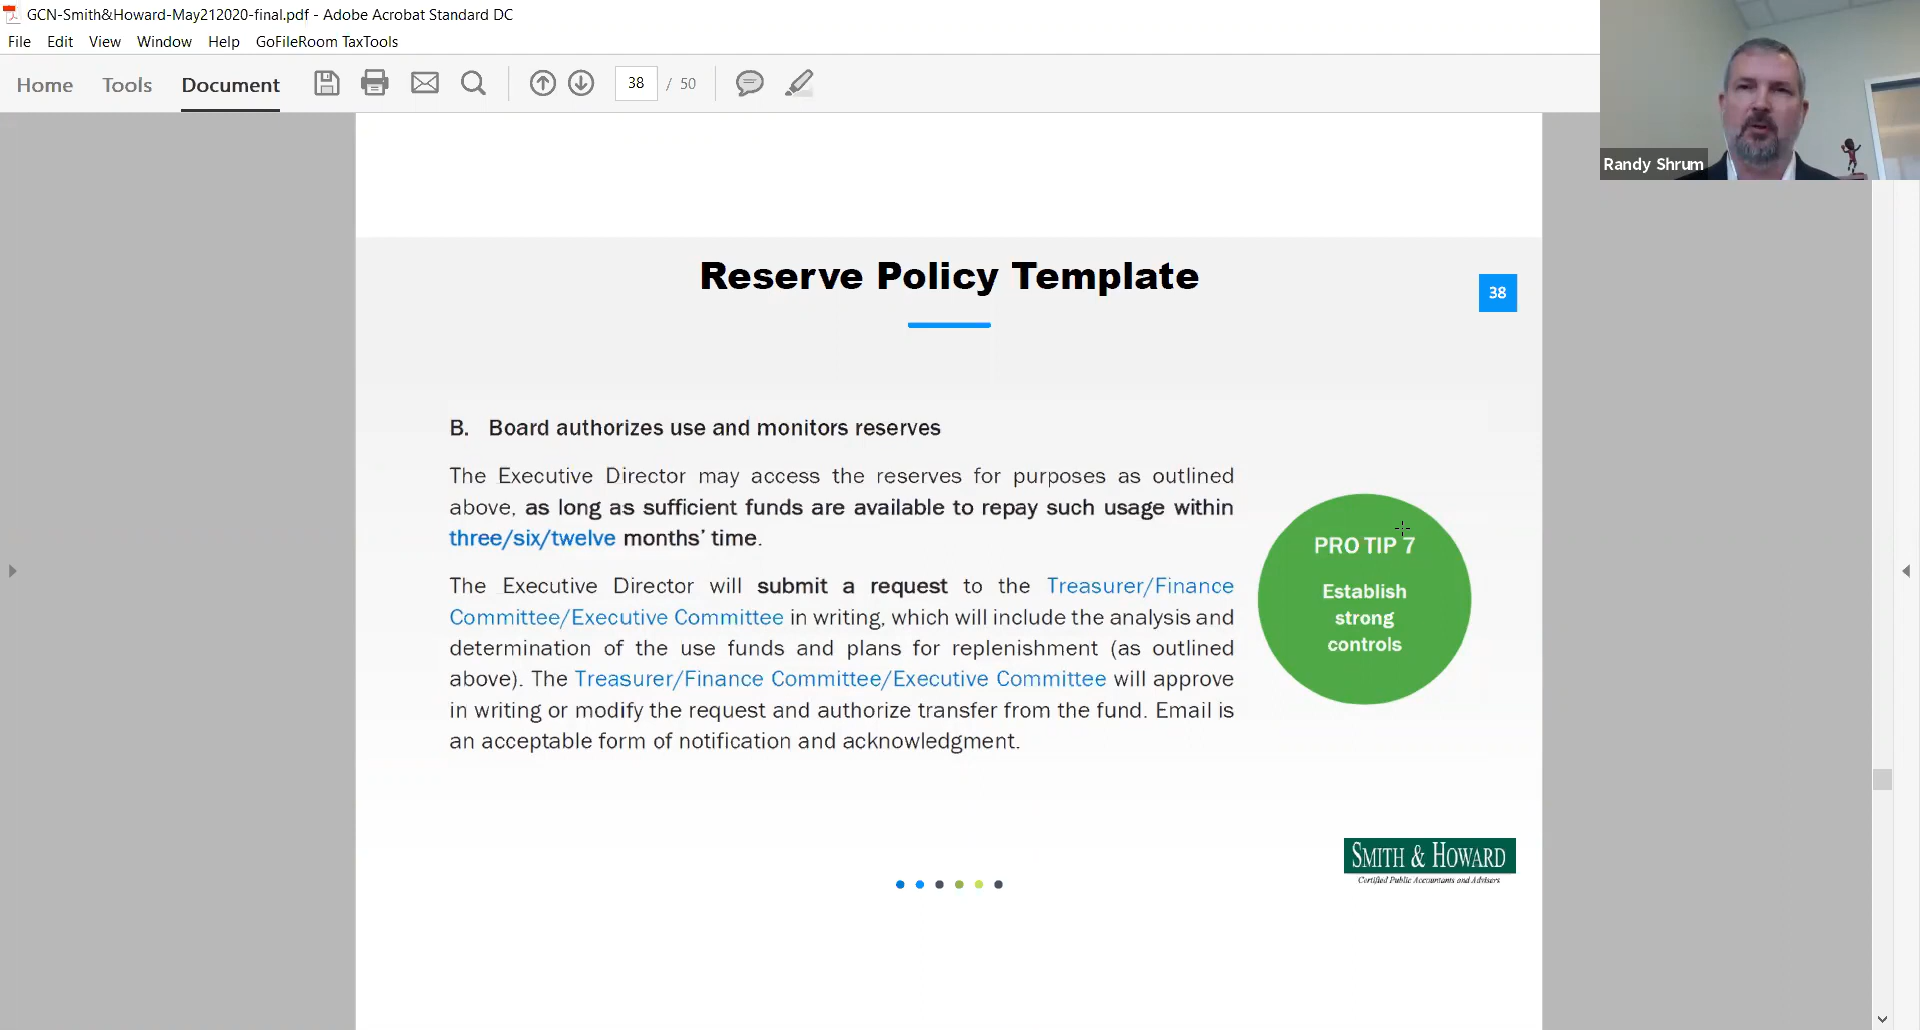 GCN-Smith&Howard-May212020-final.pdf - Adobe Acrobat Standard DC
File Edit View Window Help GoFileRoom TaxTools
Home Tools Document 38 / 50
Randy Shrum
Reserve Policy Template
38
B. Board authorizes use and monitors reserves
The Executive Director may access the reserves for purposes as outlined
above, as long as sufficient funds are available to repay such usage within
three/six/twelve months' time.
The Executive Director will submit a request to the Treasurer/Finance
Committee/Executive Committee in writing, which will include the analysis and
determination of the use funds and plans for replenishment (as outlined
above). The Treasurer/Finance Committee/Executive Committee will approve
in writing or modify the request and authorize transfer from the fund. Email is
an acceptable form of notification and acknowledgment.
PRO TIP 7
Establish
strong
controls
SMITH & HOWARD
Certified Public Accountants and Advisors